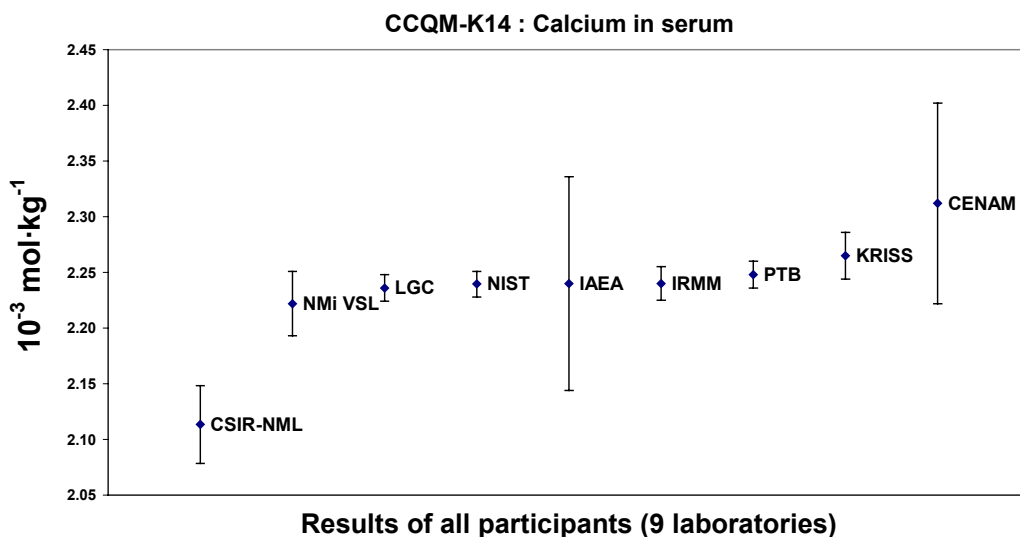 CCQM-K14 : Calcium in serum
2.45
2.40
2.35
2.30
2.25
2.20
2.15
2.10
2.05
10⁻³ mol·kg⁻¹
CSIR-NML
NMi VSL
LGC
NIST
IAEA
IRMM
PTB
KRISS
CENAM
Results of all participants (9 laboratories)